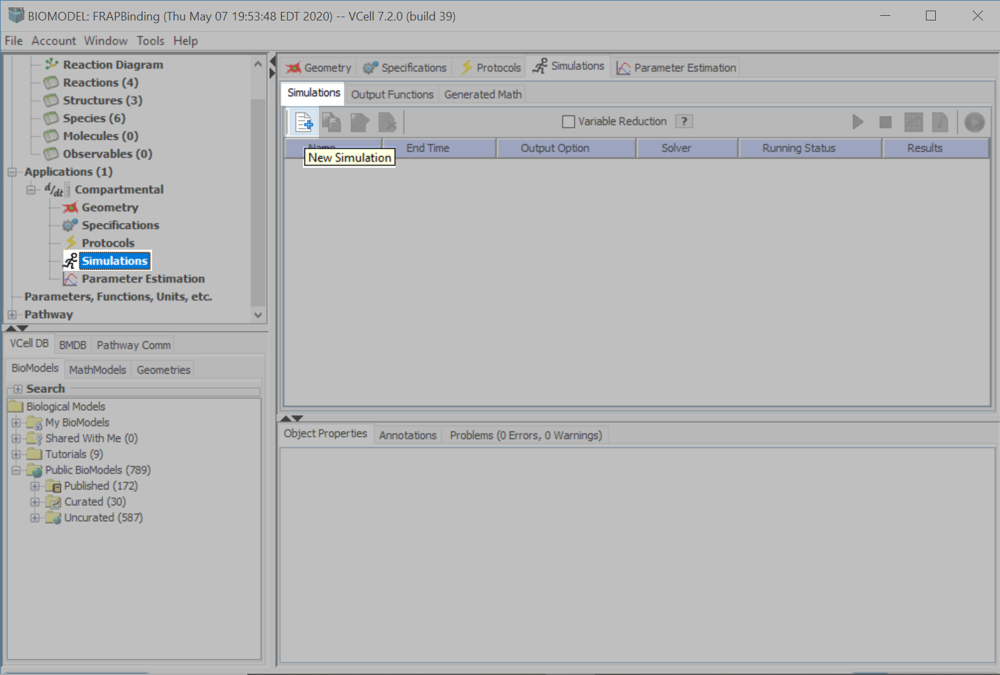 BIOMODEL: FRAPBinding (Thu May 07 19:53:48 EDT 2020) -- VCell 7.2.0 (build 39)
File Account Window Tools Help
Reaction Diagram
Reactions (4)
Structures (3)
Species (6)
Molecules (0)
Observables (0)
Applications (1)
d/dt Compartmental
Geometry
Specifications
Protocols
Simulations
Parameter Estimation
Parameters, Functions, Units, etc.
Pathway
VCell DB BMDB Pathway Comm
BioModels MathModels Geometries
Search
Biological Models
My BioModels
Shared With Me (0)
Tutorials (9)
Public BioModels (789)
Published (172)
Curated (30)
Uncurated (587)
Geometry Specifications Protocols Simulations Parameter Estimation
Simulations Output Functions Generated Math
Variable Reduction ?
Name End Time Output Option Solver Running Status Results
New Simulation
Object Properties Annotations Problems (0 Errors, 0 Warnings)